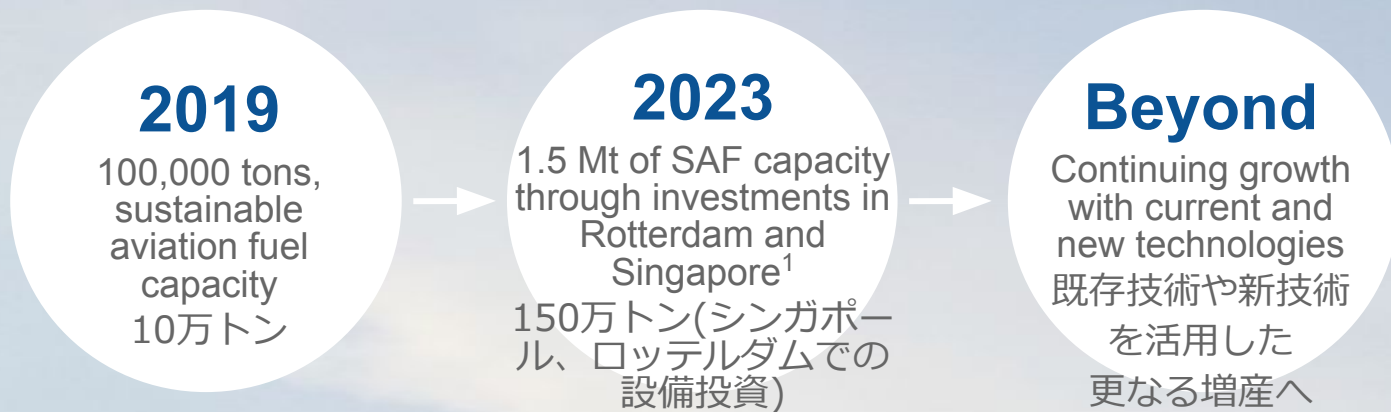 2019
100,000 tons,
sustainable
aviation fuel
capacity
10万トン
2023
1.5 Mt of SAF capacity
through investments in
Rotterdam and
Singapore¹
150万トン(シンガポー
ル、ロッテルダムでの
設備投資)
Beyond
Continuing growth
with current and
new technologies
既存技術や新技術
を活用した
更なる増産へ